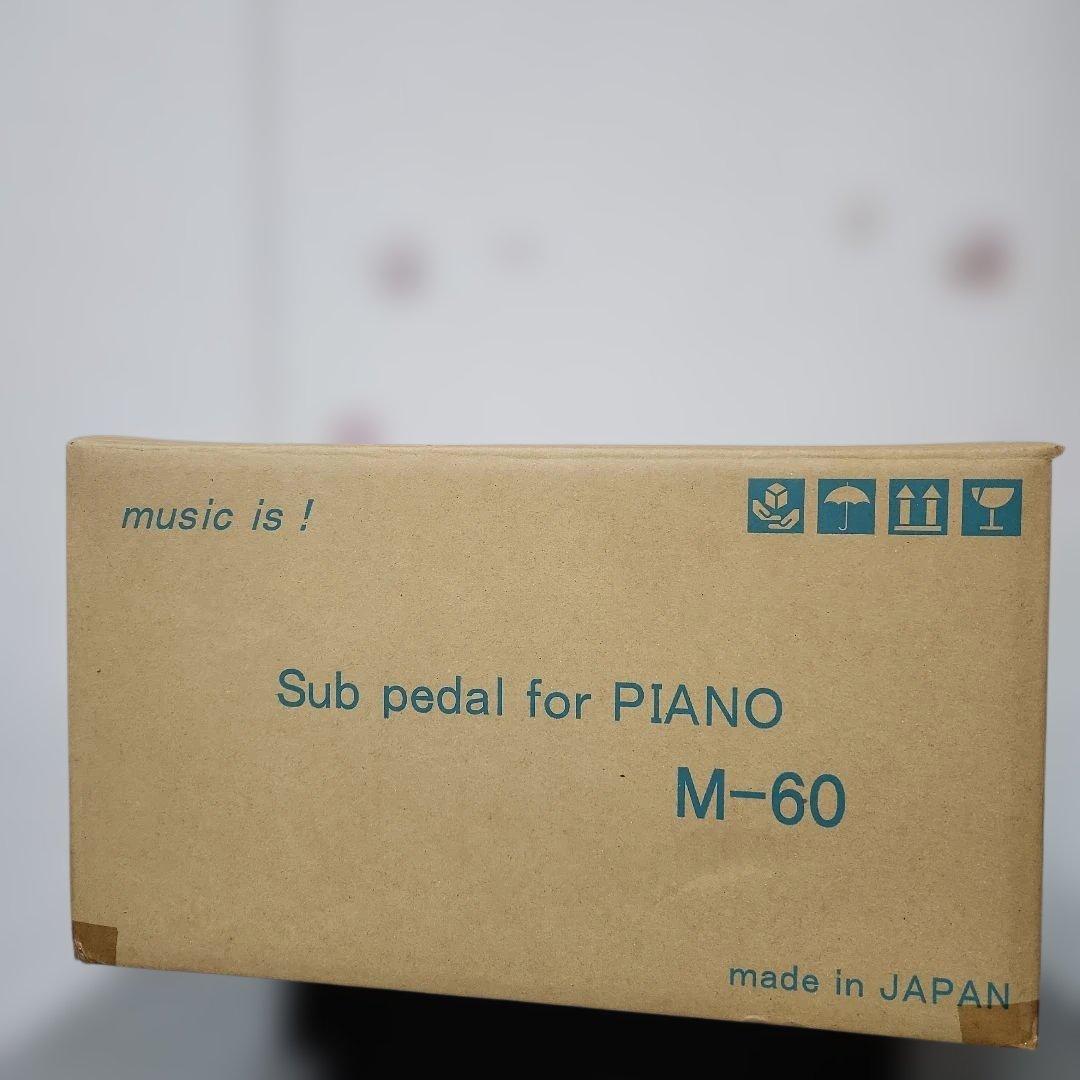 music is !
Sub pedal for PIANO
M-60
made in JAPAN